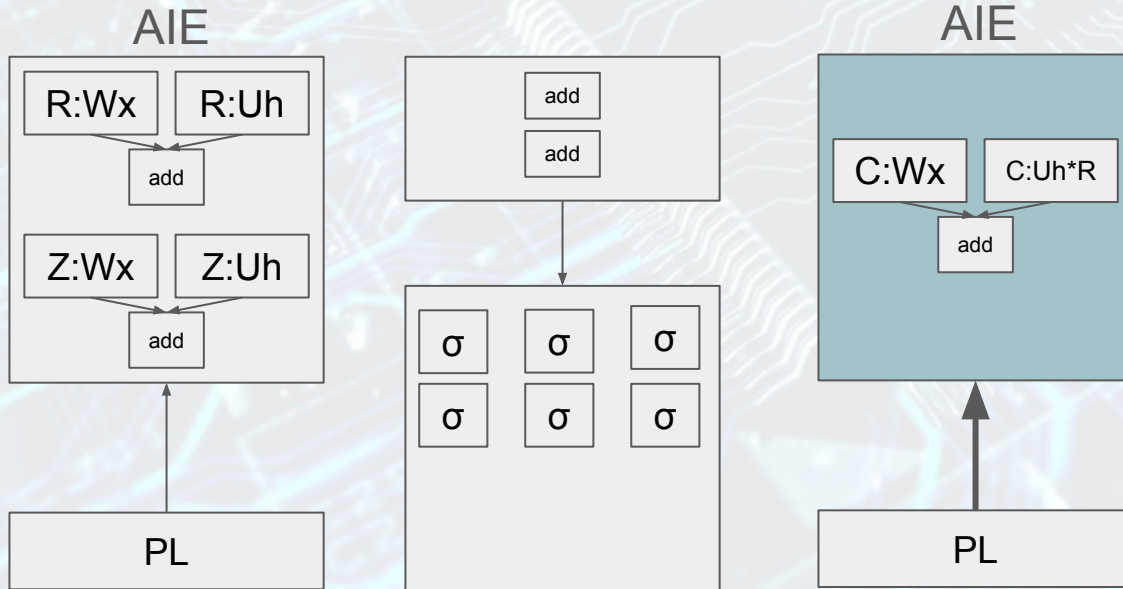 AIE
R:Wx R:Uh
add
Z:Wx Z:Uh
add
PL
add
add
σ σ σ
σ σ σ
AIE
C:Wx C:Uh*R
add
PL